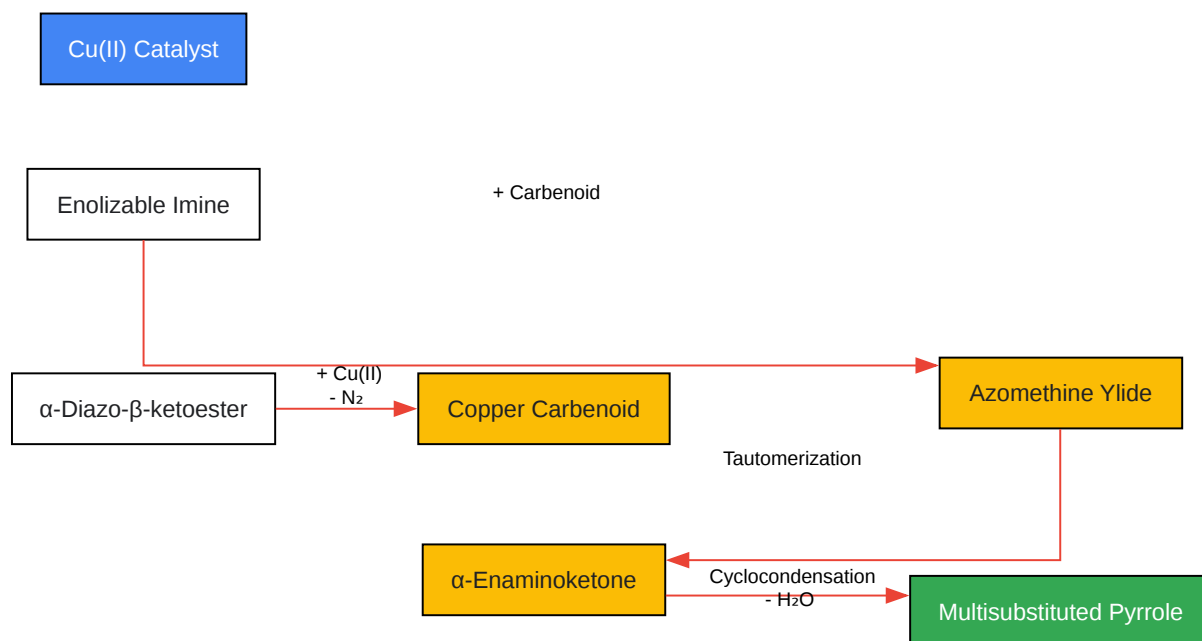 Cu(II) Catalyst
Enolizable Imine
+ Carbenoid
+ Cu(II)
- N₂
α-Diazo-β-ketoester
Copper Carbenoid
Azomethine Ylide
Tautomerization
α-Enaminoketone
Cyclocondensation
- H₂O
Multisubstituted Pyrrole